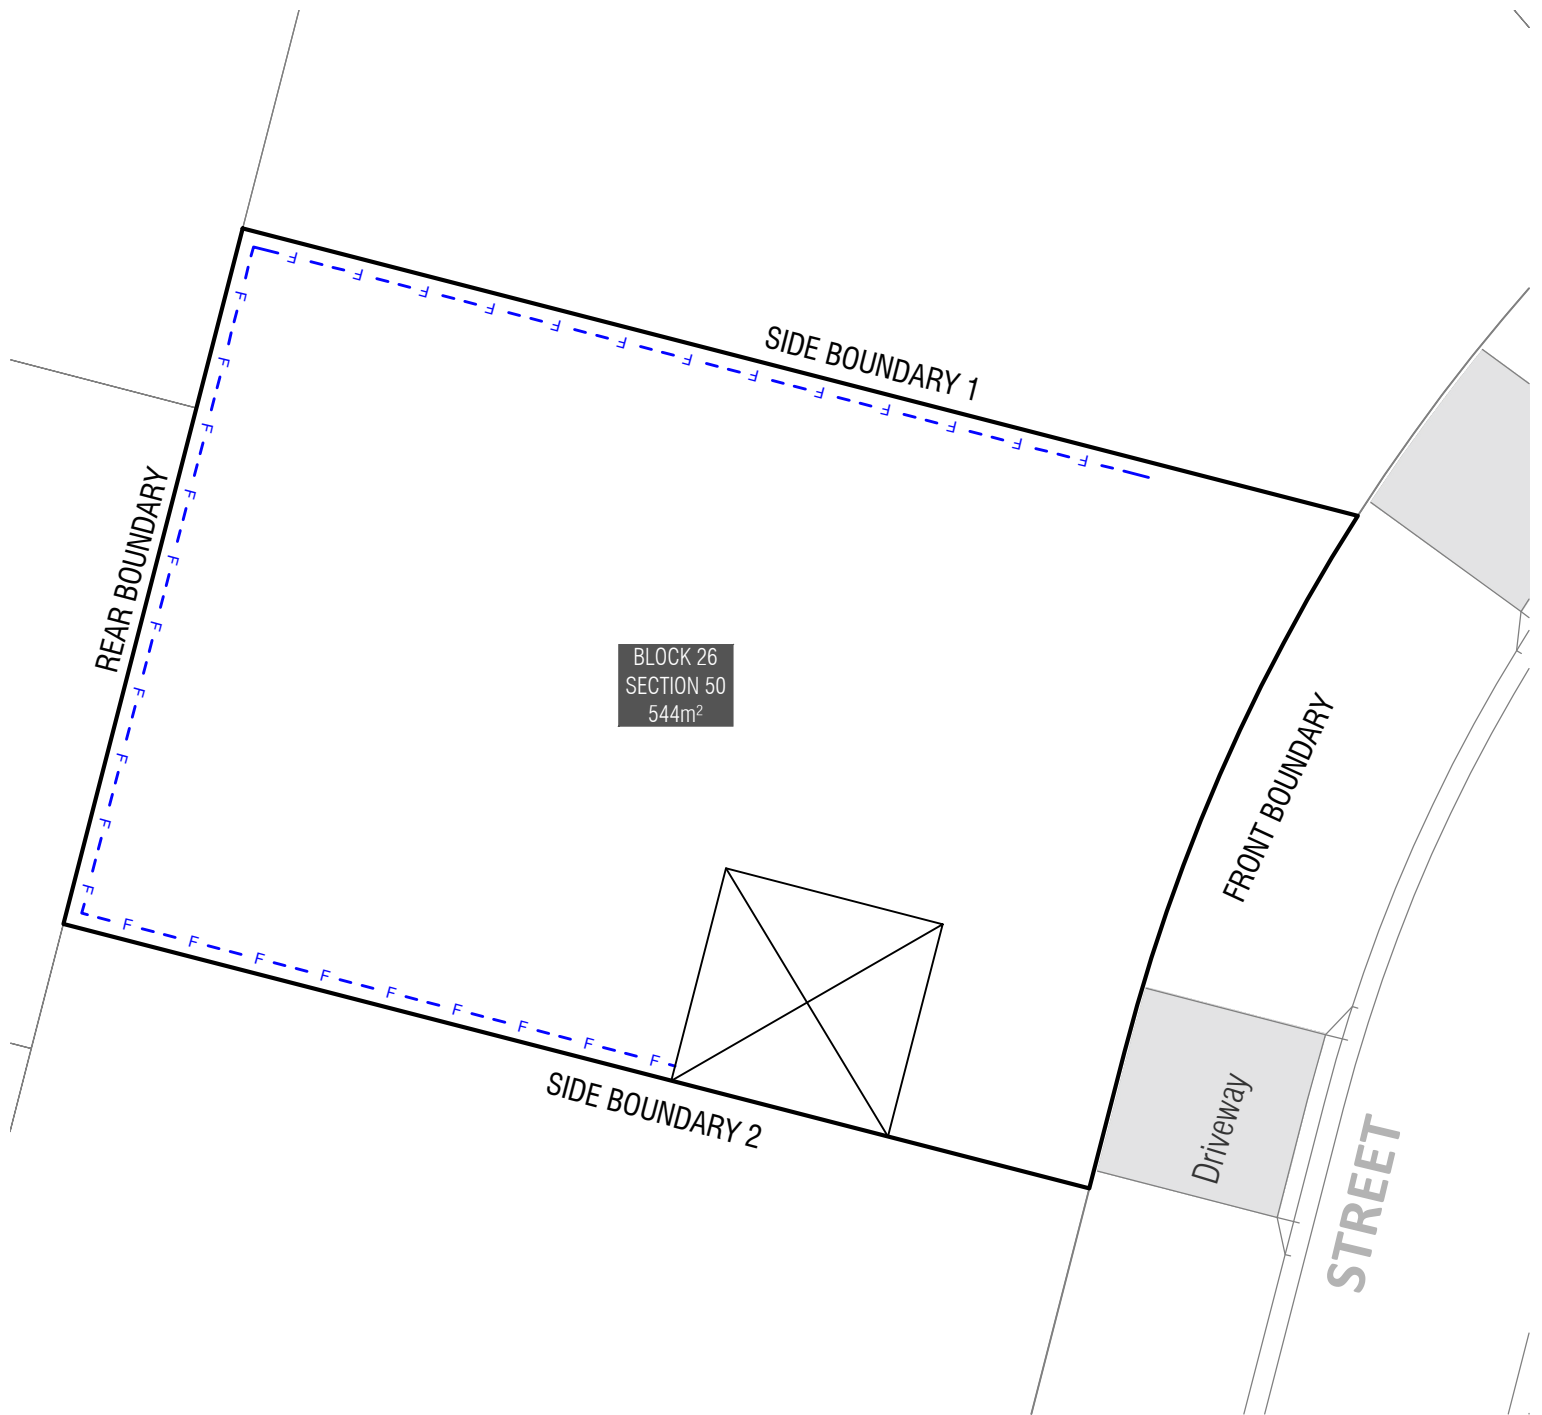 SIDE BOUNDARY 1
REAR BOUNDARY
BLOCK 26
SECTION 50
544m²
FRONT BOUNDARY
SIDE BOUNDARY 2
Driveway
STREET
F F F F F F F F F F F F F
F F F F F F F F F F
F F F F F F F F F